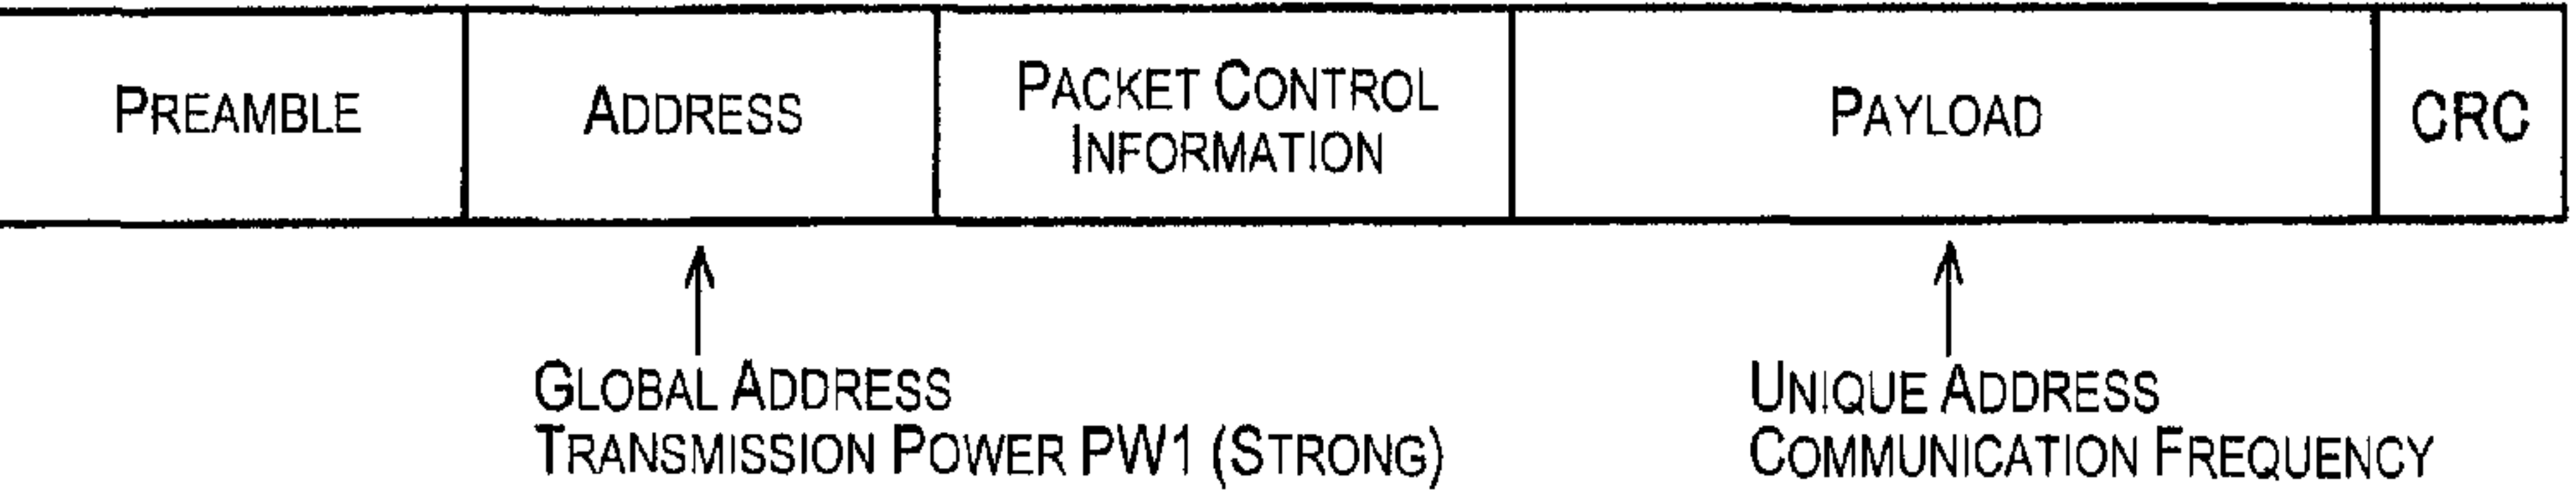 PREAMBLE
ADDRESS
PACKET CONTROL
INFORMATION
PAYLOAD
CRC
GLOBAL ADDRESS
TRANSMISSION POWER PW1 (STRONG)
UNIQUE ADDRESS
COMMUNICATION FREQUENCY